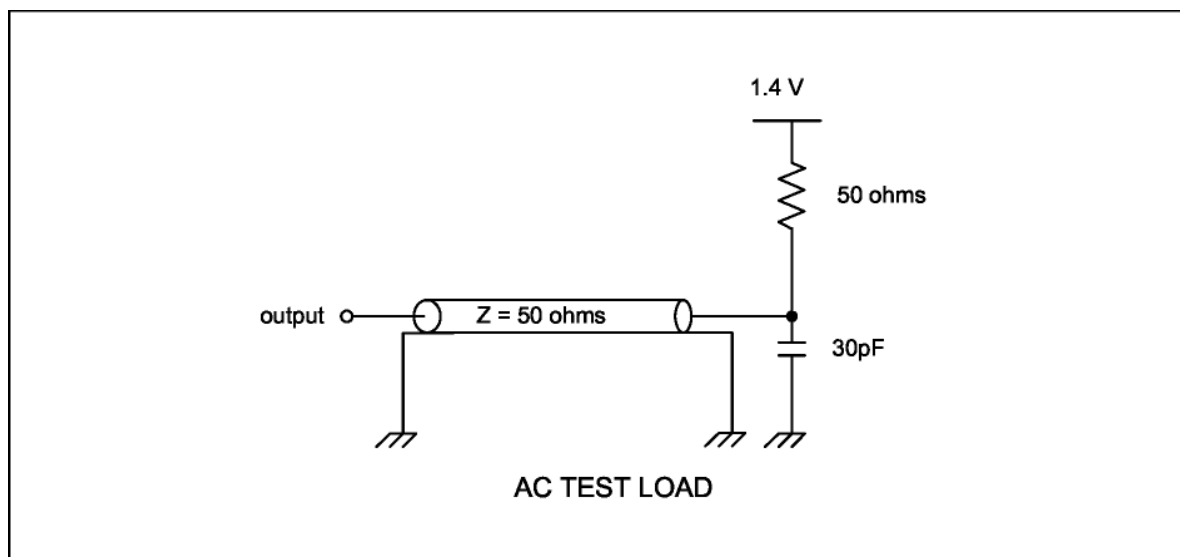 1.4 V
50 ohms
output
Z = 50 ohms
30pF
AC TEST LOAD